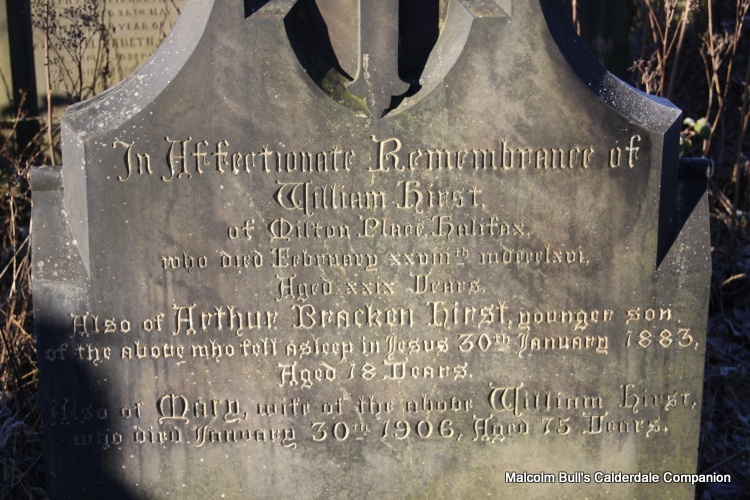 In Affectionate Remembrance of
William Hirst,
of Milton Place, Halifax,
who died February xxviiith mdccclxvi,
Aged xxix Years.
Also of Arthur Bracken Hirst, younger son,
of the above, who fell asleep in Jesus 30th January 1883,
Aged 18 Years.
Also of Mary, wife of the above William Hirst,
who died January 30th 1906, Aged 75 Years.
Malcolm Bull's Calderdale Companion